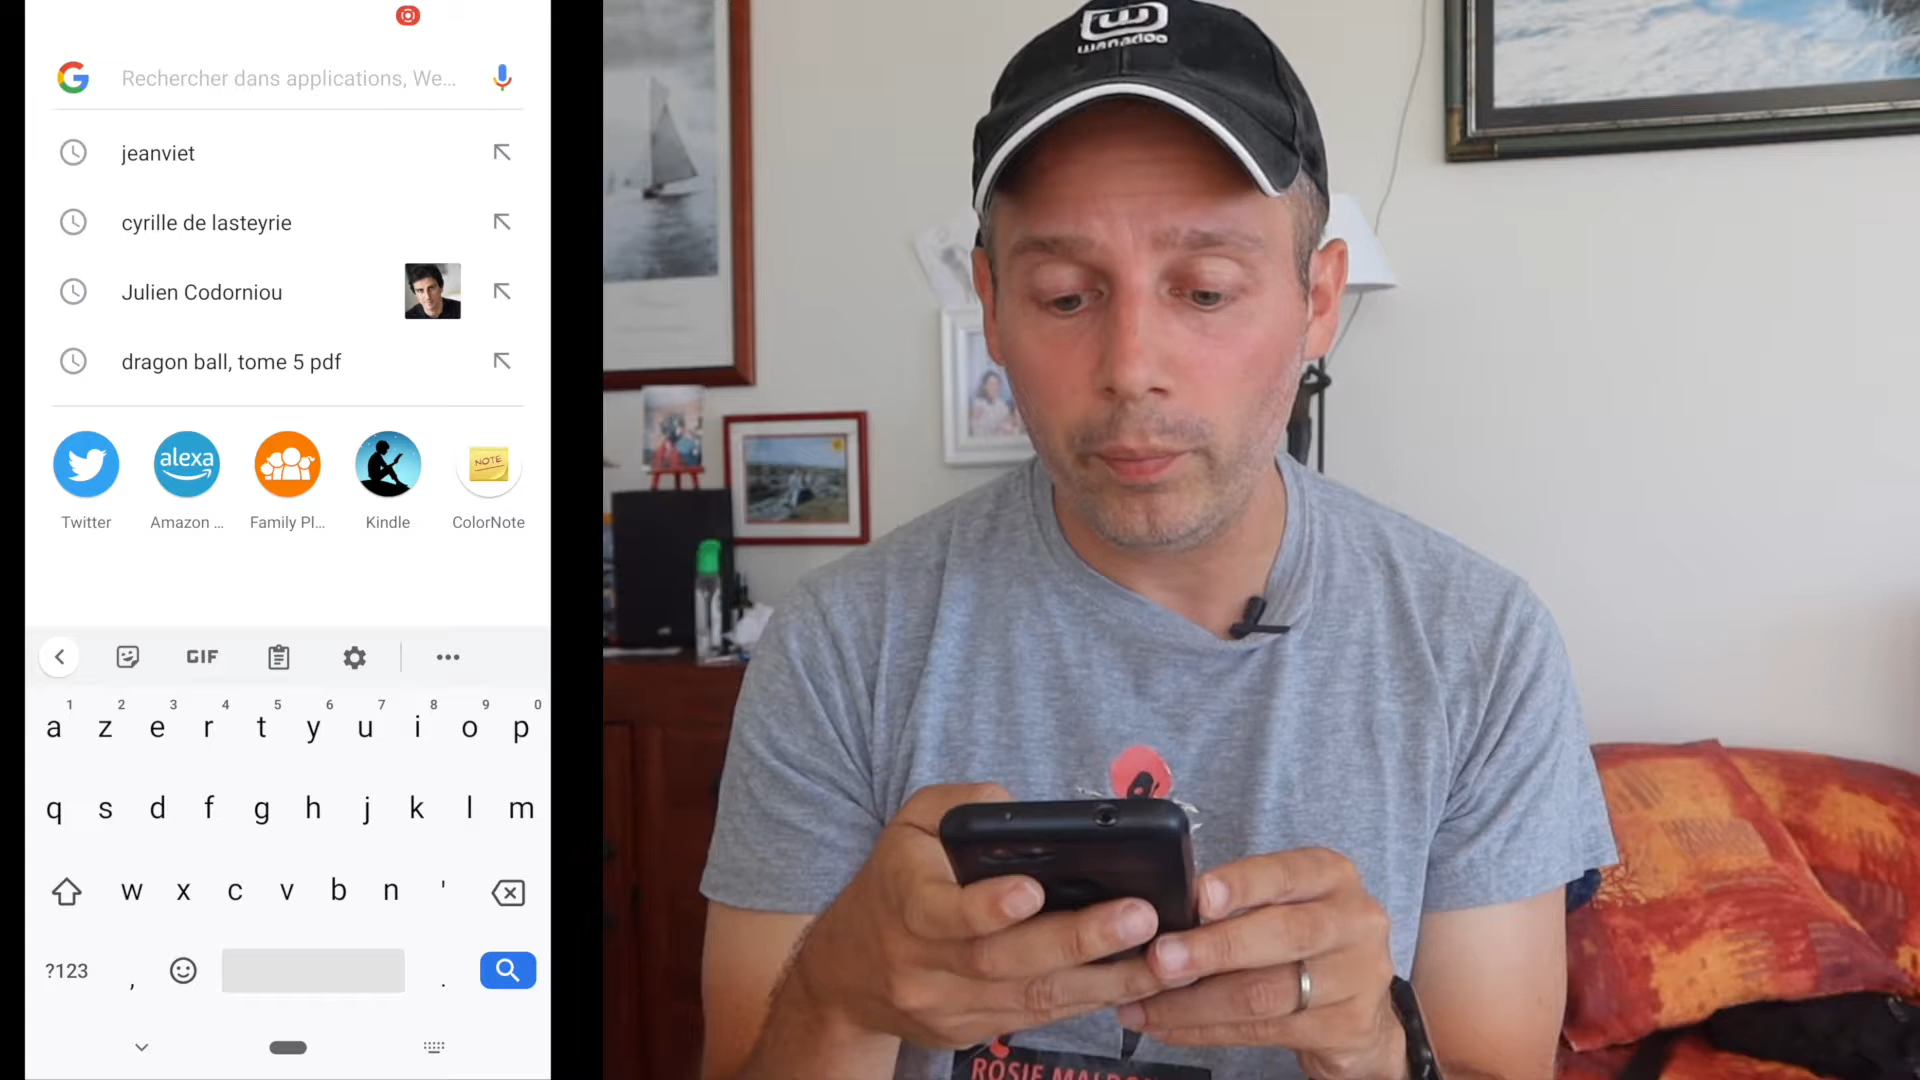 Rechercher dans applications, We...
jeanviet
cyrille de lasteyrie
Julien Codorniou
dragon ball, tome 5 pdf
alexa
NOTE
Twitter
Amazon ...
Family Pl...
Kindle
ColorNote
GIF
1 2 3 4 5 6 7 8 9 0
a z e r t y u i o p
q s d f g h j k l m
w x c v b n '
?123 , .
wanadoo
ROSIE